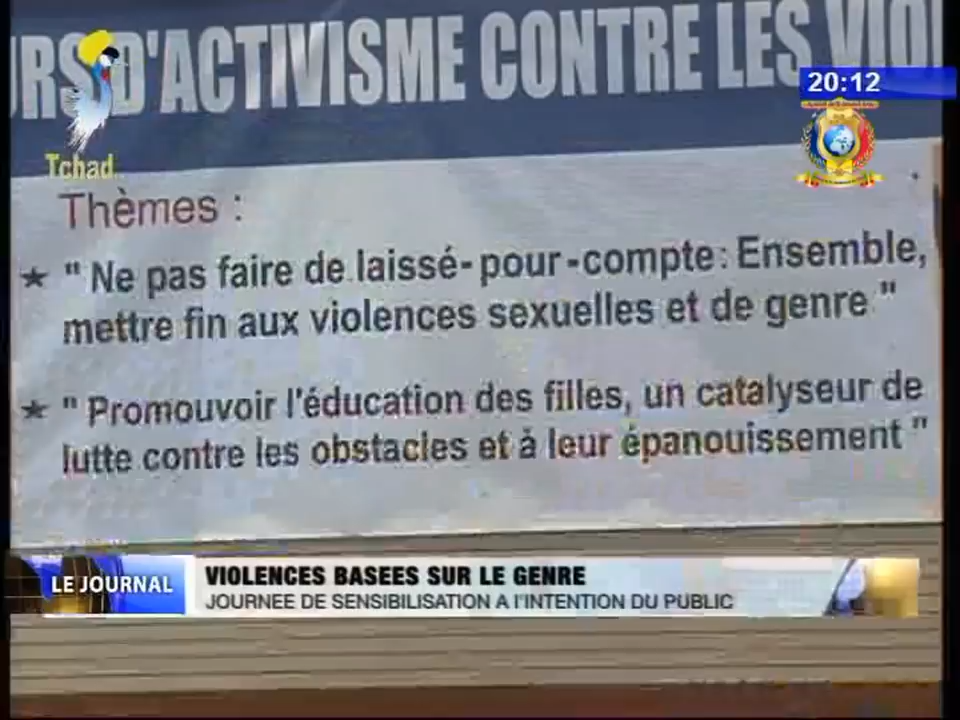 URS D'ACTIVISME CONTRE LES VIOL
20:12
Tchad
Thèmes :
★ " Ne pas faire de laissé-pour-compte: Ensemble,
mettre fin aux violences sexuelles et de genre "
★ " Promouvoir l'éducation des filles, un catalyseur de
lutte contre les obstacles et à leur épanouissement "
LE JOURNAL
VIOLENCES BASEES SUR LE GENRE
JOURNEE DE SENSIBILISATION A l'INTENTION DU PUBLIC